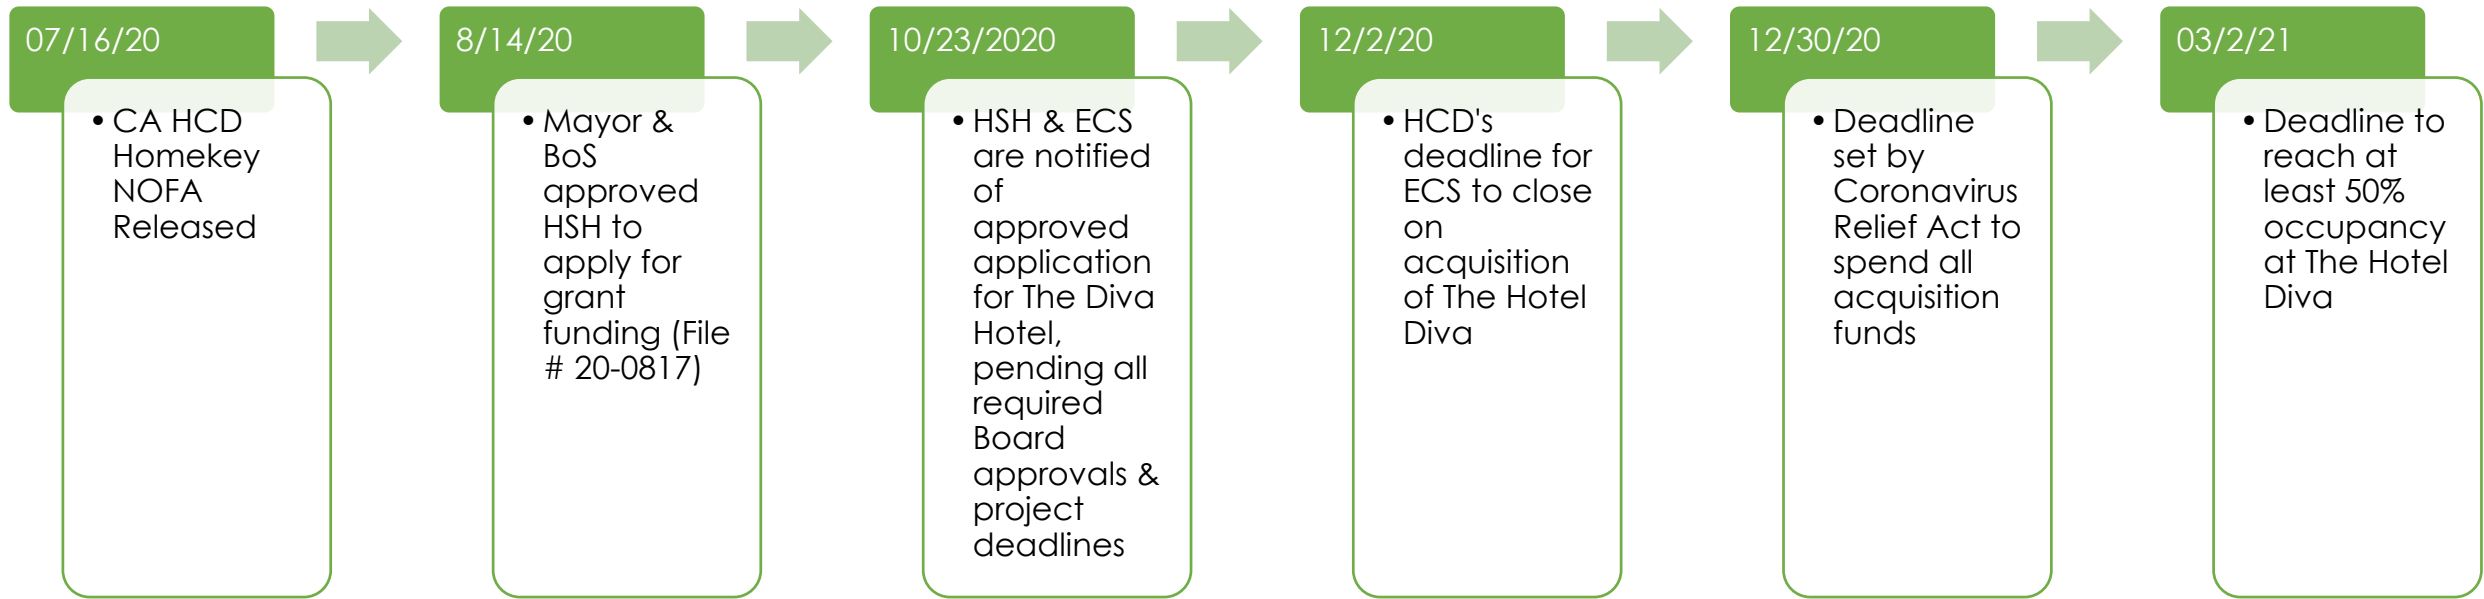 07/16/20
• CA HCD
Homekey
NOFA
Released
8/14/20
• Mayor &
BoS
approved
HSH to
apply for
grant
funding (File
# 20-0817)
10/23/2020
• HSH & ECS
are notified
of
approved
application
for The Diva
Hotel,
pending all
required
Board
approvals &
project
deadlines
12/2/20
• HCD's
deadline for
ECS to close
on
acquisition
of The Hotel
Diva
12/30/20
• Deadline
set by
Coronavirus
Relief Act to
spend all
acquisition
funds
03/2/21
• Deadline to
reach at
least 50%
occupancy
at The Hotel
Diva